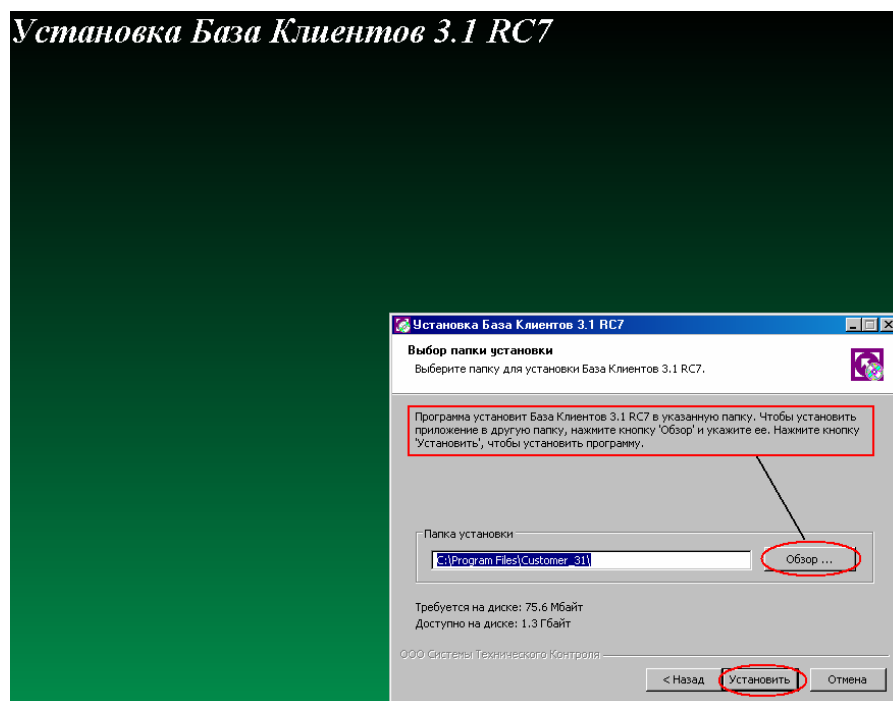 Установка База Клиентов 3.1 RC7
Установка База Клиентов 3.1 RC7
Выбор папки установки
Выберите папку для установки База Клиентов 3.1 RC7.
Программа установит База Клиентов 3.1 RC7 в указанную папку. Чтобы установить
приложение в другую папку, нажмите кнопку 'Обзор' и укажите ее. Нажмите кнопку
'Установить', чтобы установить программу.
Папка установки
C:\Program Files\Customer_31\
Обзор ...
Требуется на диске: 75.6 Мбайт
Доступно на диске: 1.3 Гбайт
ООО Системы Технического Контроля
< Назад Установить Отмена